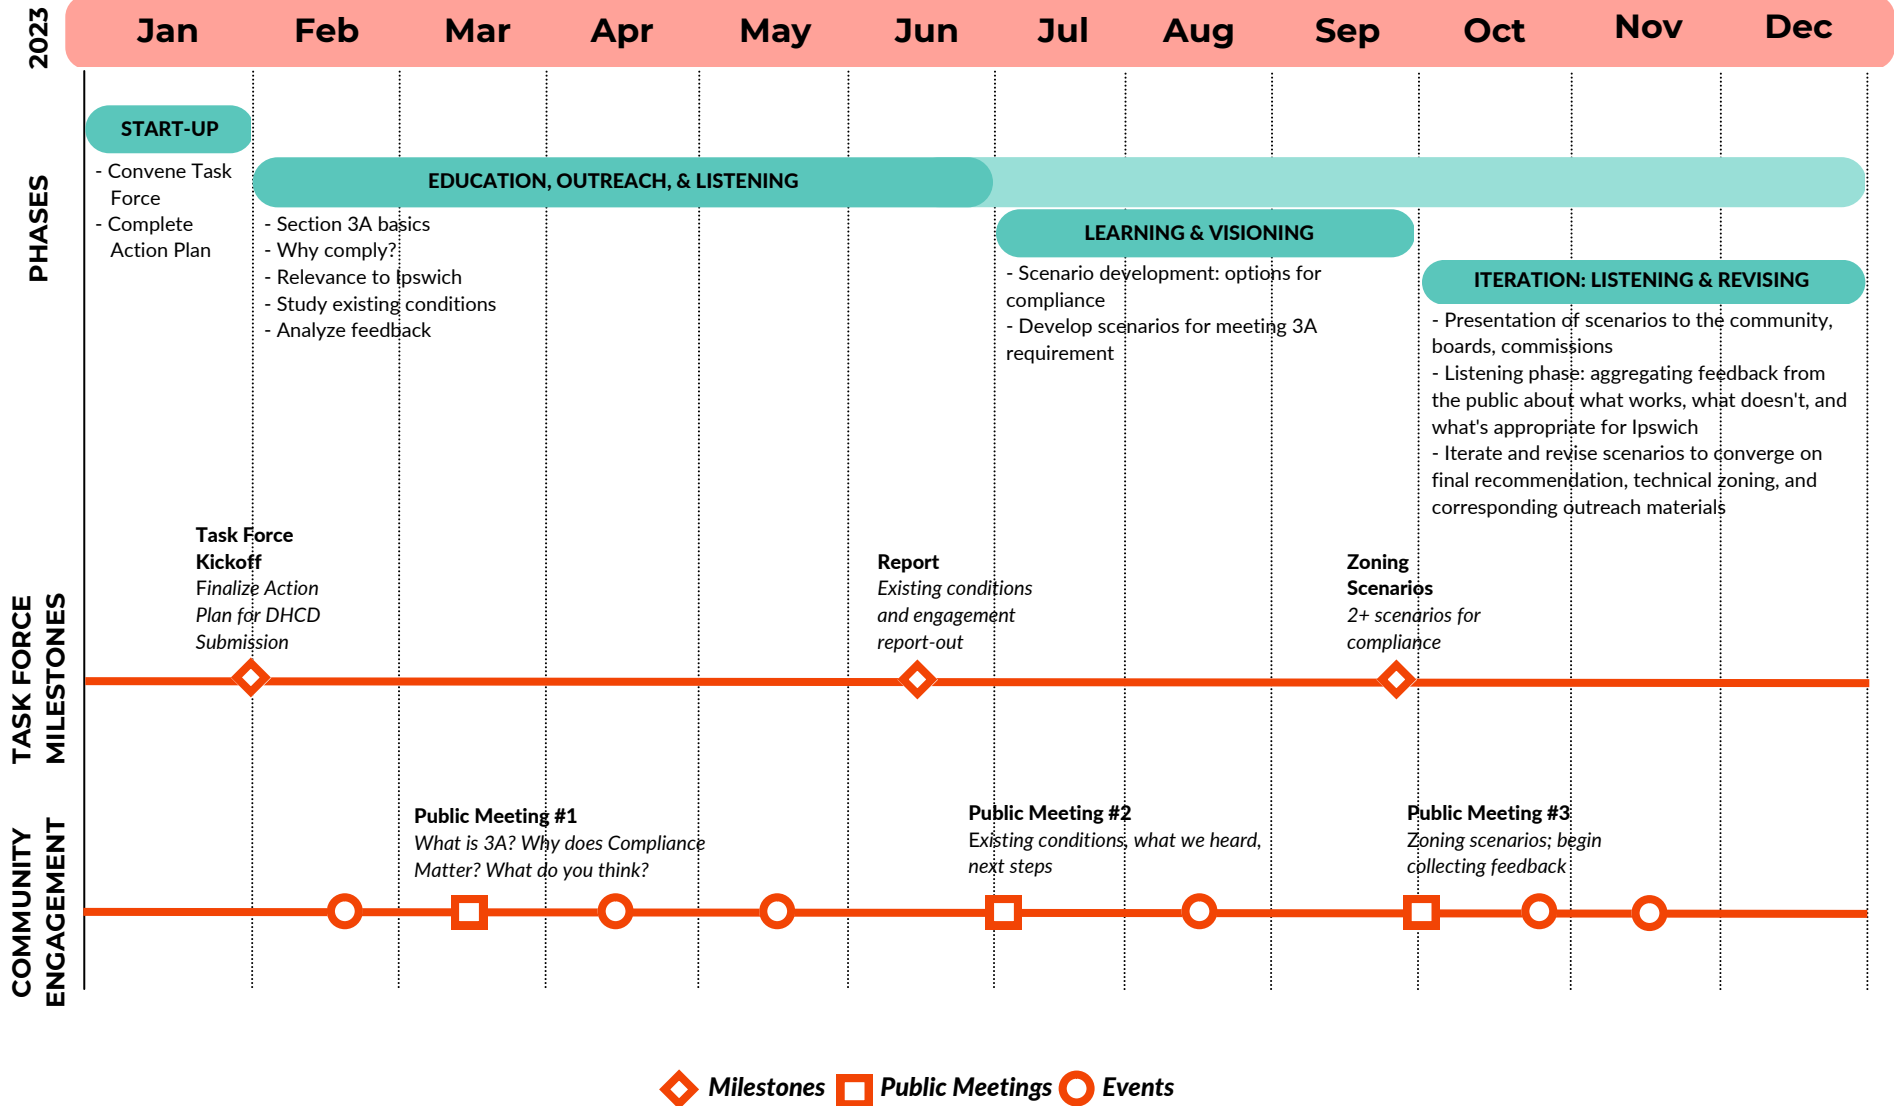 2023
Jan Feb Mar Apr May Jun Jul Aug Sep Oct Nov Dec
PHASES
START-UP
- Convene Task
Force
- Complete
Action Plan
EDUCATION, OUTREACH, & LISTENING
- Section 3A basics
- Why comply?
- Relevance to Ipswich
- Study existing conditions
- Analyze feedback
LEARNING & VISIONING
- Scenario development: options for
compliance
- Develop scenarios for meeting 3A
requirement
ITERATION: LISTENING & REVISING
- Presentation of scenarios to the community,
boards, commissions
- Listening phase: aggregating feedback from
the public about what works, what doesn't, and
what's appropriate for Ipswich
- Iterate and revise scenarios to converge on
final recommendation, technical zoning, and
corresponding outreach materials
TASK FORCE
MILESTONES
Task Force
Kickoff
Finalize Action
Plan for DHCD
Submission
Report
Existing conditions
and engagement
report-out
Zoning
Scenarios
2+ scenarios for
compliance
COMMUNITY
ENGAGEMENT
Public Meeting #1
What is 3A? Why does Compliance
Matter? What do you think?
Public Meeting #2
Existing conditions, what we heard,
next steps
Public Meeting #3
Zoning scenarios; begin
collecting feedback
Milestones Public Meetings Events